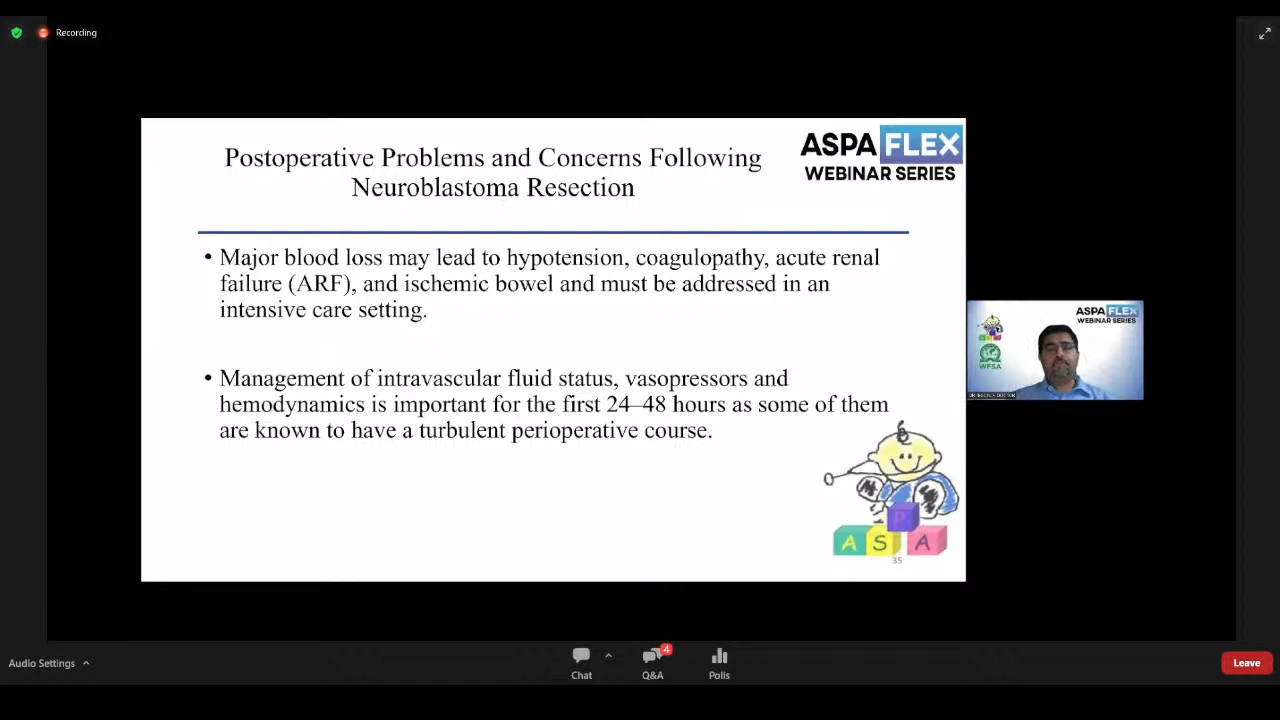 Recording
ASPA FLEX
WEBINAR SERIES
Postoperative Problems and Concerns Following
Neuroblastoma Resection
• Major blood loss may lead to hypotension, coagulopathy, acute renal
failure (ARF), and ischemic bowel and must be addressed in an
intensive care setting.
• Management of intravascular fluid status, vasopressors and
hemodynamics is important for the first 24–48 hours as some of them
are known to have a turbulent perioperative course.
P
A S A
35
ASPA FLEX
WEBINAR SERIES
WFSA
Audio Settings
Chat
4
Q&A
Polls
Leave